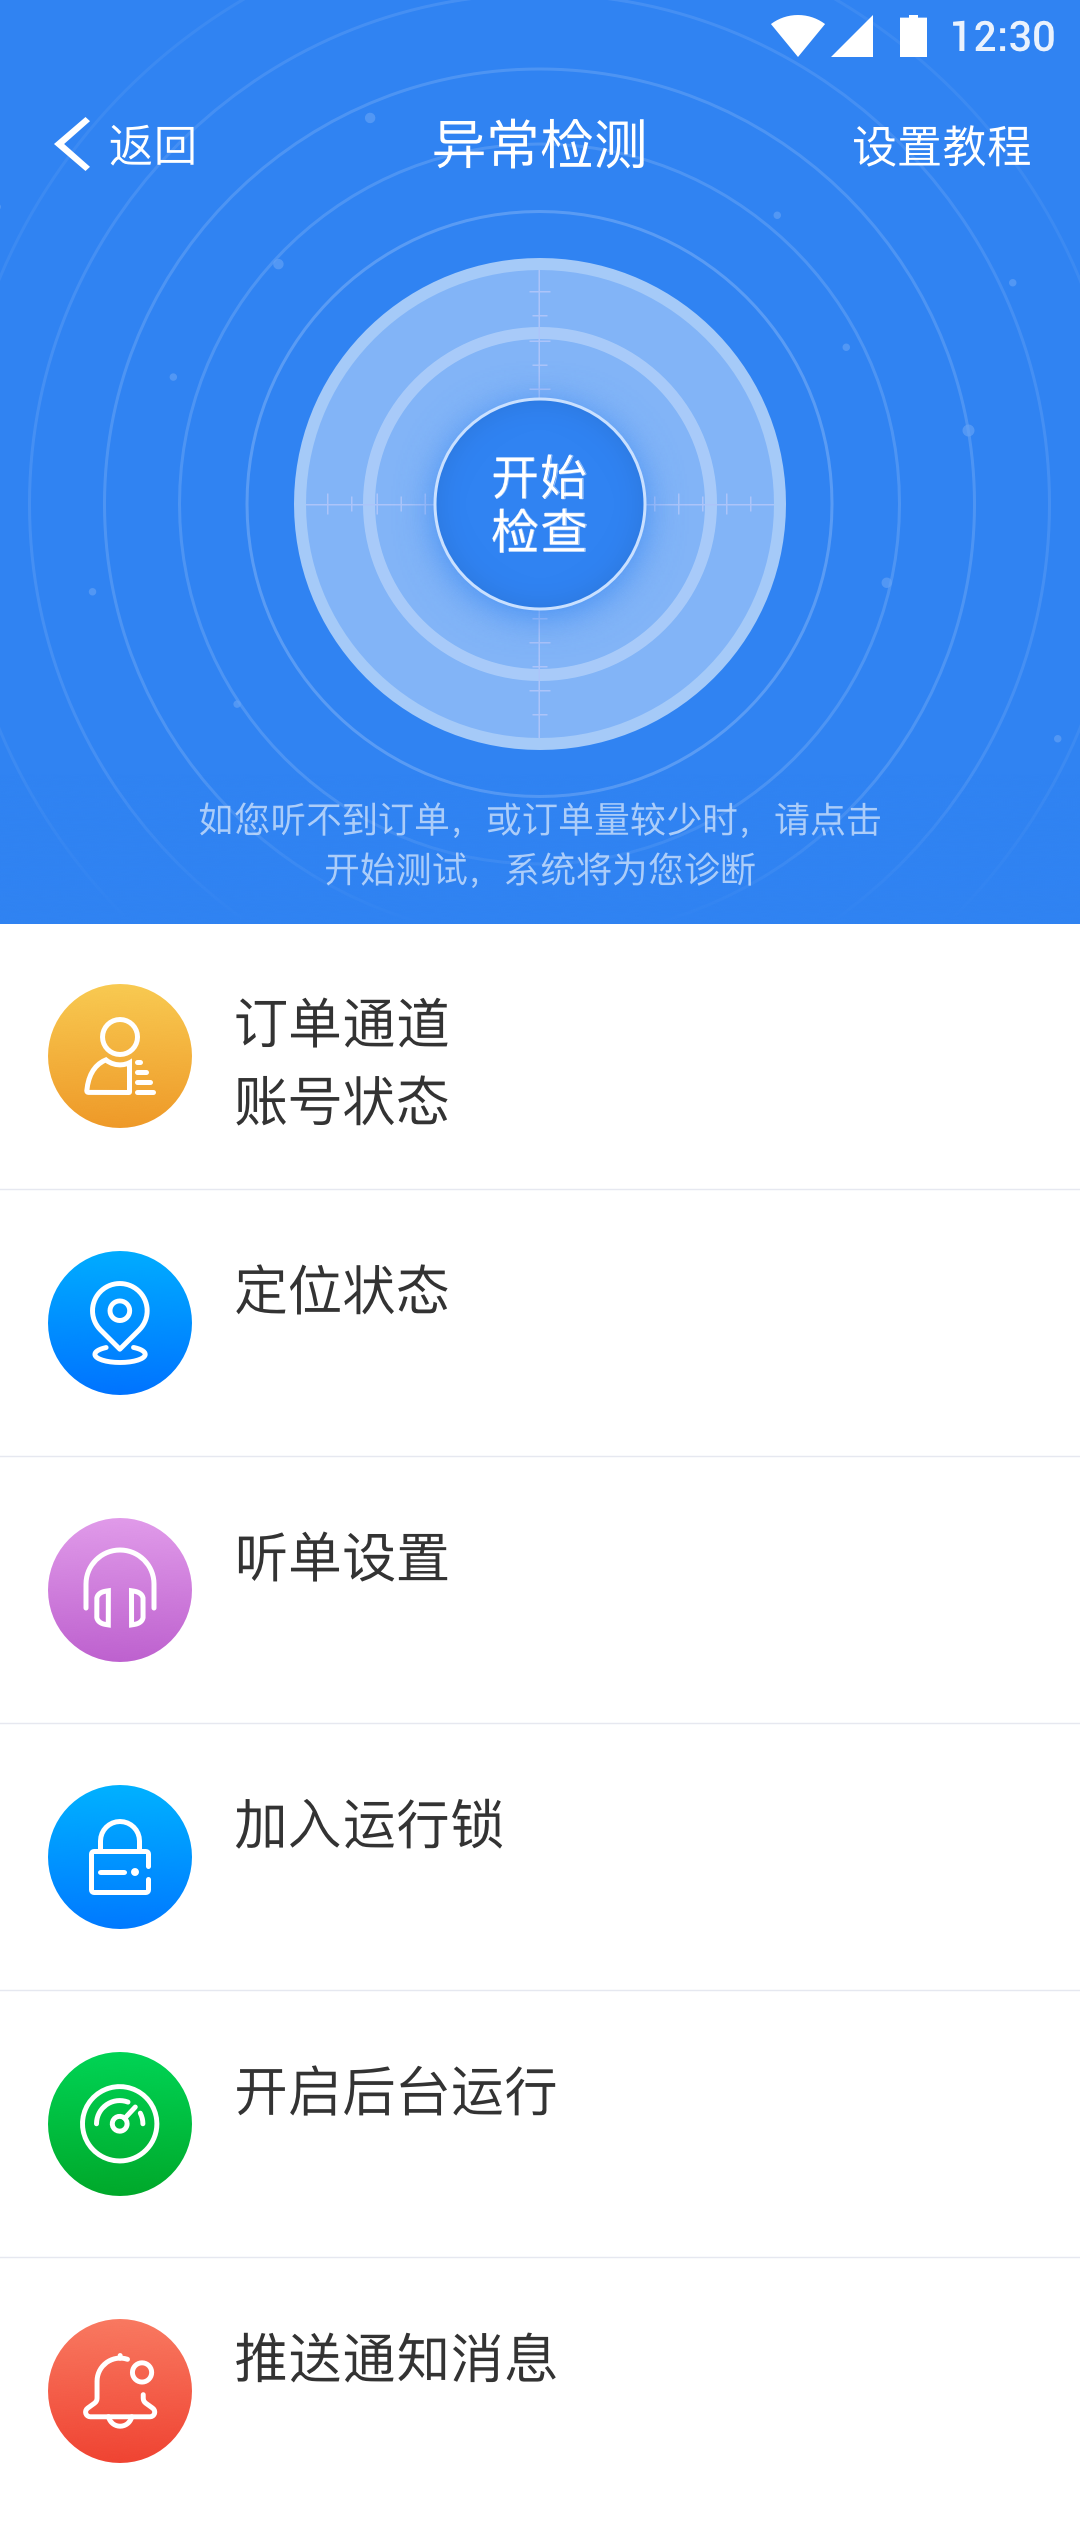 12:30
返回
异常检测
设置教程
开始
检查
如您听不到订单，或订单量较少时，请点击
开始测试，系统将为您诊断
订单通道
账号状态
定位状态
听单设置
加入运行锁
开启后台运行
推送通知消息